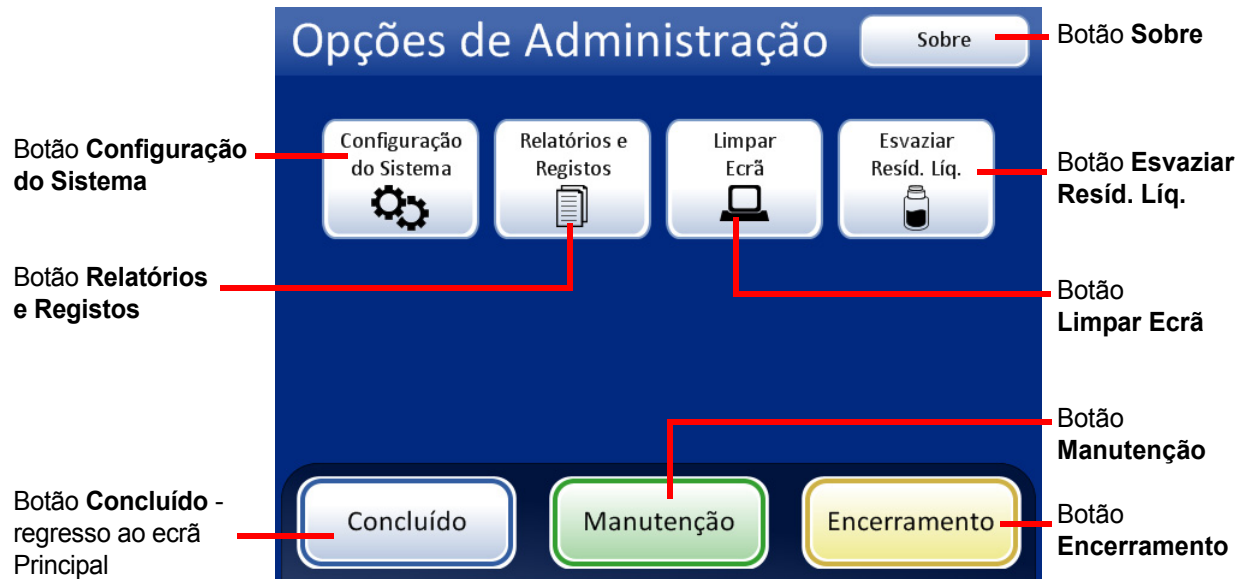 Opções de Administração
Sobre
Botão Sobre
Configuração
do Sistema
Relatórios e
Registos
Limpar
Ecrã
Esvaziar
Resíd. Líq.
Botão Configuração
do Sistema
Botão Esvaziar
Resíd. Líq.
Botão Relatórios
e Registos
Botão
Limpar Ecrã
Botão
Manutenção
Botão Concluído -
regresso ao ecrã
Principal
Concluído
Manutenção
Encerramento
Botão
Encerramento